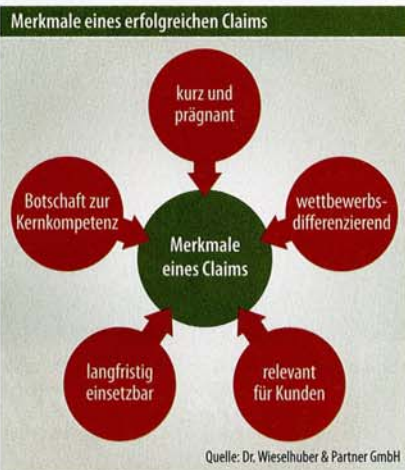 Merkmale eines erfolgreichen Claims
kurz und
prägnant
Botschaft zur
Kernkompetenz
wettbewerbs-
differenzierend
Merkmale
eines Claims
langfristig
einsetzbar
relevant
für Kunden
Quelle: Dr. Wieselhuber & Partner GmbH